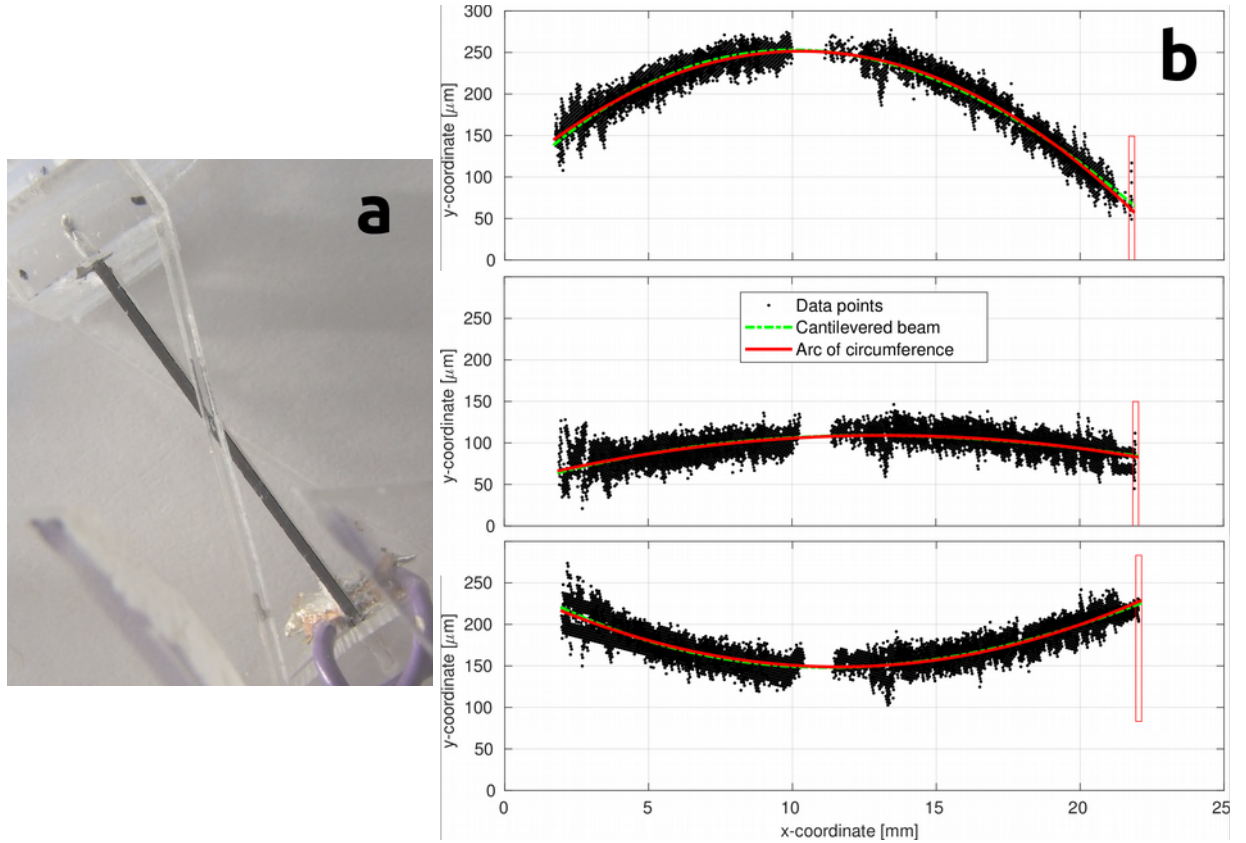 a
b
300
250
200
150
100
50
0
y-coordinate [μm]
250
200
150
100
50
0
y-coordinate [μm]
Data points
Cantilevered beam
Arc of circumference
250
200
150
100
50
0
y-coordinate [μm]
0 5 10 15 20 25
x-coordinate [mm]